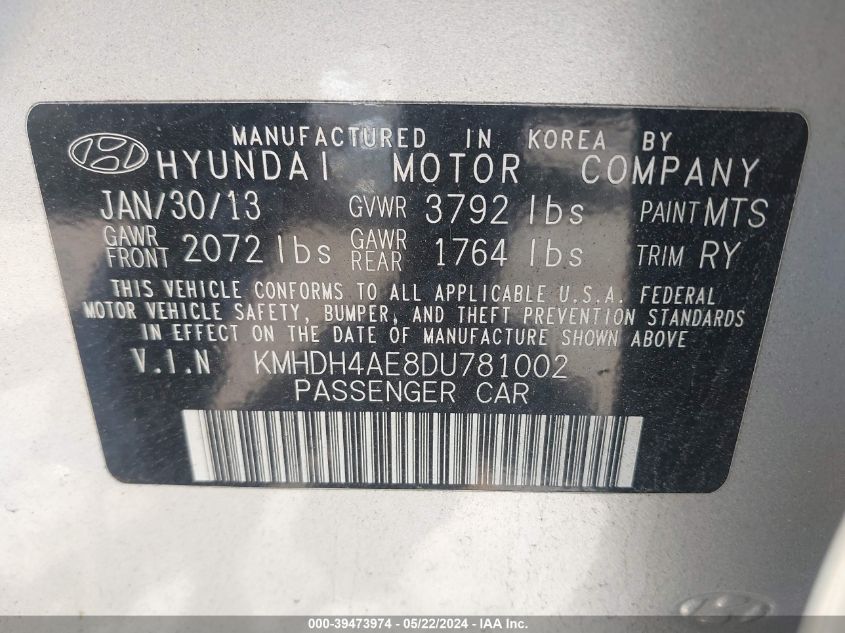 MANUFACTURED IN KOREA BY
HYUNDAI MOTOR COMPANY
JAN/30/13 GVWR 3792 lbs PAINT MTS
GAWR FRONT 2072 lbs GAWR REAR 1764 lbs TRIM RY
THIS VEHICLE CONFORMS TO ALL APPLICABLE U.S.A. FEDERAL
MOTOR VEHICLE SAFETY, BUMPER, AND THEFT PREVENTION STANDARDS
IN EFFECT ON THE DATE OF MANUFACTURE SHOWN ABOVE
V.I.N KMHDH4AE8DU781002
PASSENGER CAR
000-39473974 - 05/22/2024 - IAA Inc.